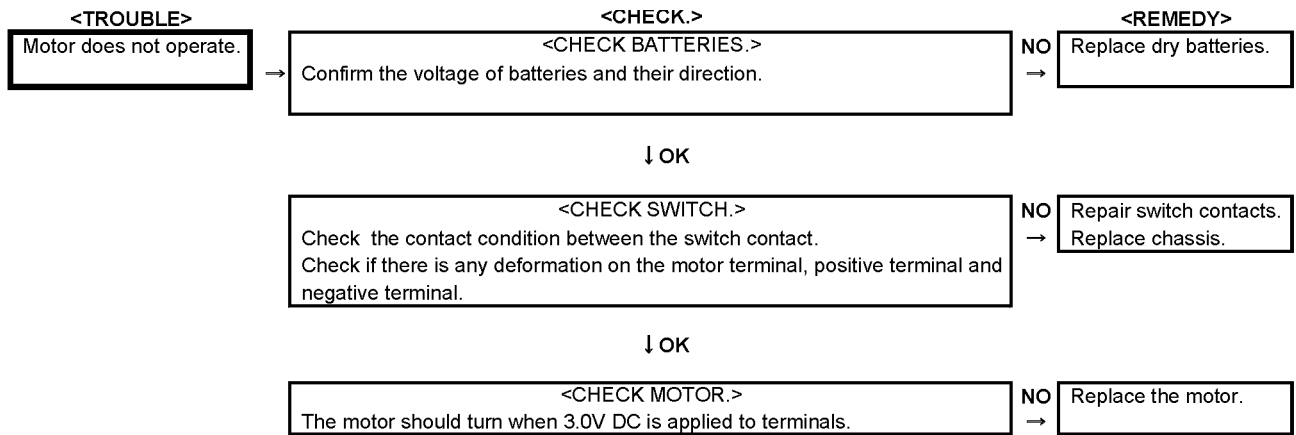 <TROUBLE> <CHECK.> <REMEDY>
Motor does not operate. → <CHECK BATTERIES.> NO → Replace dry batteries.
Confirm the voltage of batteries and their direction.
↓ OK
<CHECK SWITCH.> NO → Repair switch contacts.
Check the contact condition between the switch contact. Replace chassis.
Check if there is any deformation on the motor terminal, positive terminal and
negative terminal.
↓ OK
<CHECK MOTOR.> NO → Replace the motor.
The motor should turn when 3.0V DC is applied to terminals.